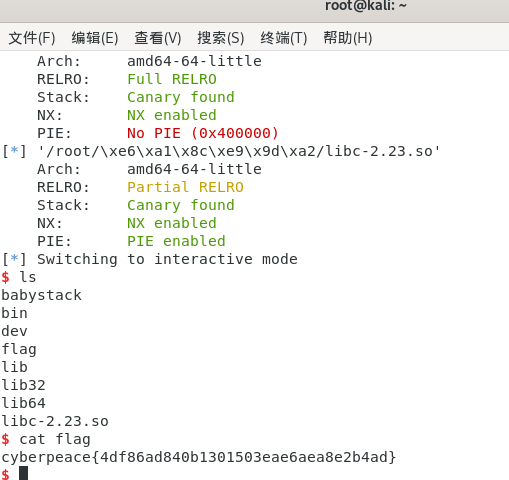 root@kali: ~
文件(F) 编辑(E) 查看(V) 搜索(S) 终端(T) 帮助(H)
Arch: amd64-64-little
RELRO: Full RELRO
Stack: Canary found
NX: NX enabled
PIE: No PIE (0x400000)
[*] '/root/\xe6\xa1\x8c\xe9\x9d\xa2/libc-2.23.so'
Arch: amd64-64-little
RELRO: Partial RELRO
Stack: Canary found
NX: NX enabled
PIE: PIE enabled
[*] Switching to interactive mode
$ ls
babystack
bin
dev
flag
lib
lib32
lib64
libc-2.23.so
$ cat flag
cyberpeace{4df86ad840b1301503eae6aea8e2b4ad}
$